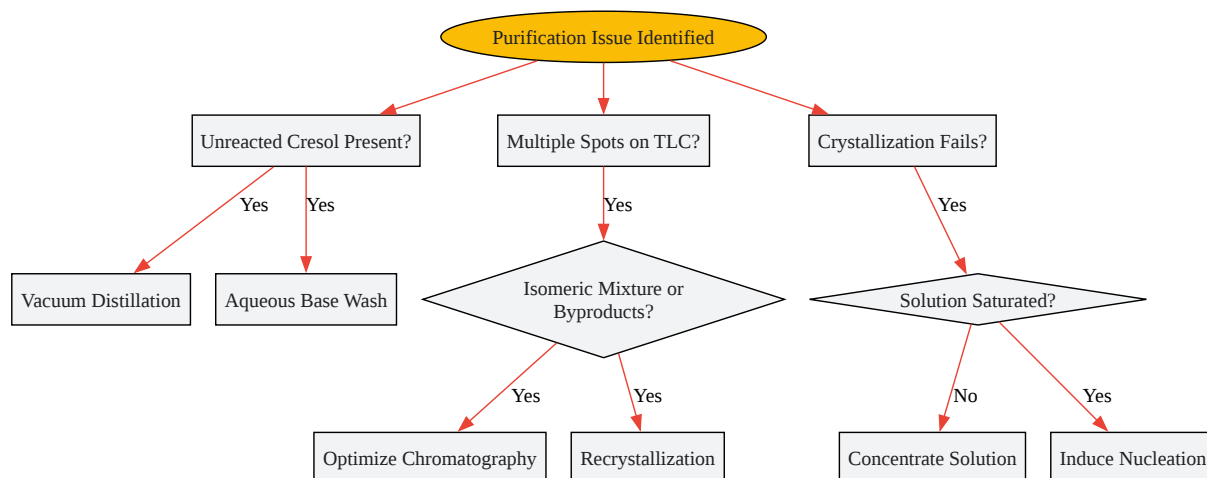 Purification Issue Identified
Unreacted Cresol Present?
Multiple Spots on TLC?
Crystallization Fails?
Yes
Yes
Yes
Yes
Vacuum Distillation
Aqueous Base Wash
Isomeric Mixture or
Byproducts?
Solution Saturated?
Yes
Yes
No
Yes
Optimize Chromatography
Recrystallization
Concentrate Solution
Induce Nucleation